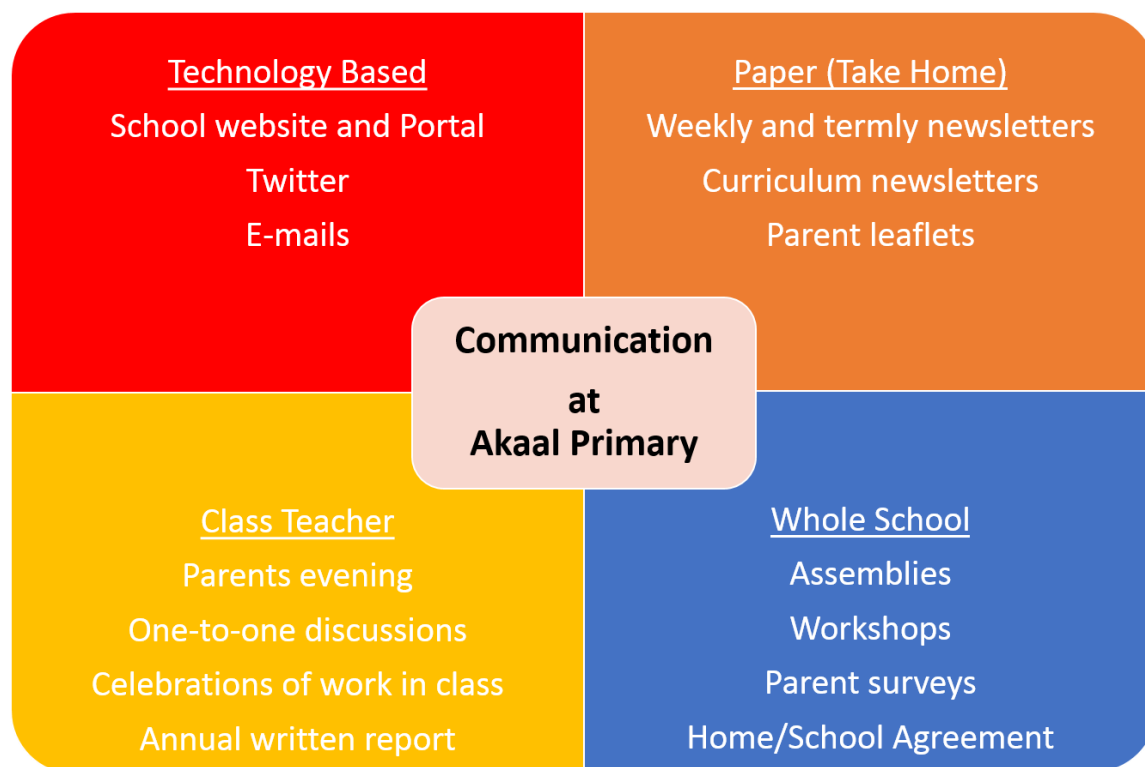 Technology Based
School website and Portal
Twitter
E-mails
Paper (Take Home)
Weekly and termly newsletters
Curriculum newsletters
Parent leaflets
Communication
at
Akaal Primary
Class Teacher
Parents evening
One-to-one discussions
Celebrations of work in class
Annual written report
Whole School
Assemblies
Workshops
Parent surveys
Home/School Agreement